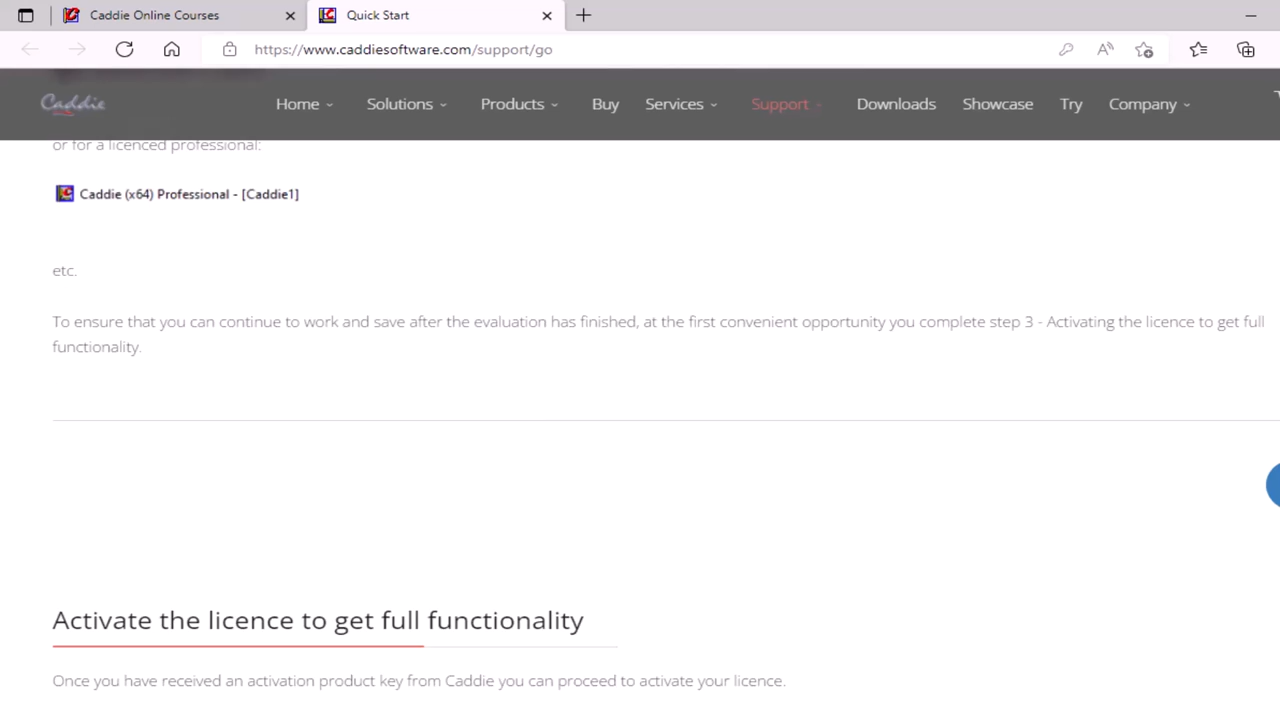 Caddie Online Courses
Quick Start
https://www.caddiesoftware.com/support/go
Caddie
Home
Solutions
Products
Buy
Services
Support
Downloads
Showcase
Try
Company
or for a licenced professional:
Caddie (x64) Professional - [Caddie1]
etc.
To ensure that you can continue to work and save after the evaluation has finished, at the first convenient opportunity you complete step 3 - Activating the licence to get full
functionality.
Activate the licence to get full functionality
Once you have received an activation product key from Caddie you can proceed to activate your licence.